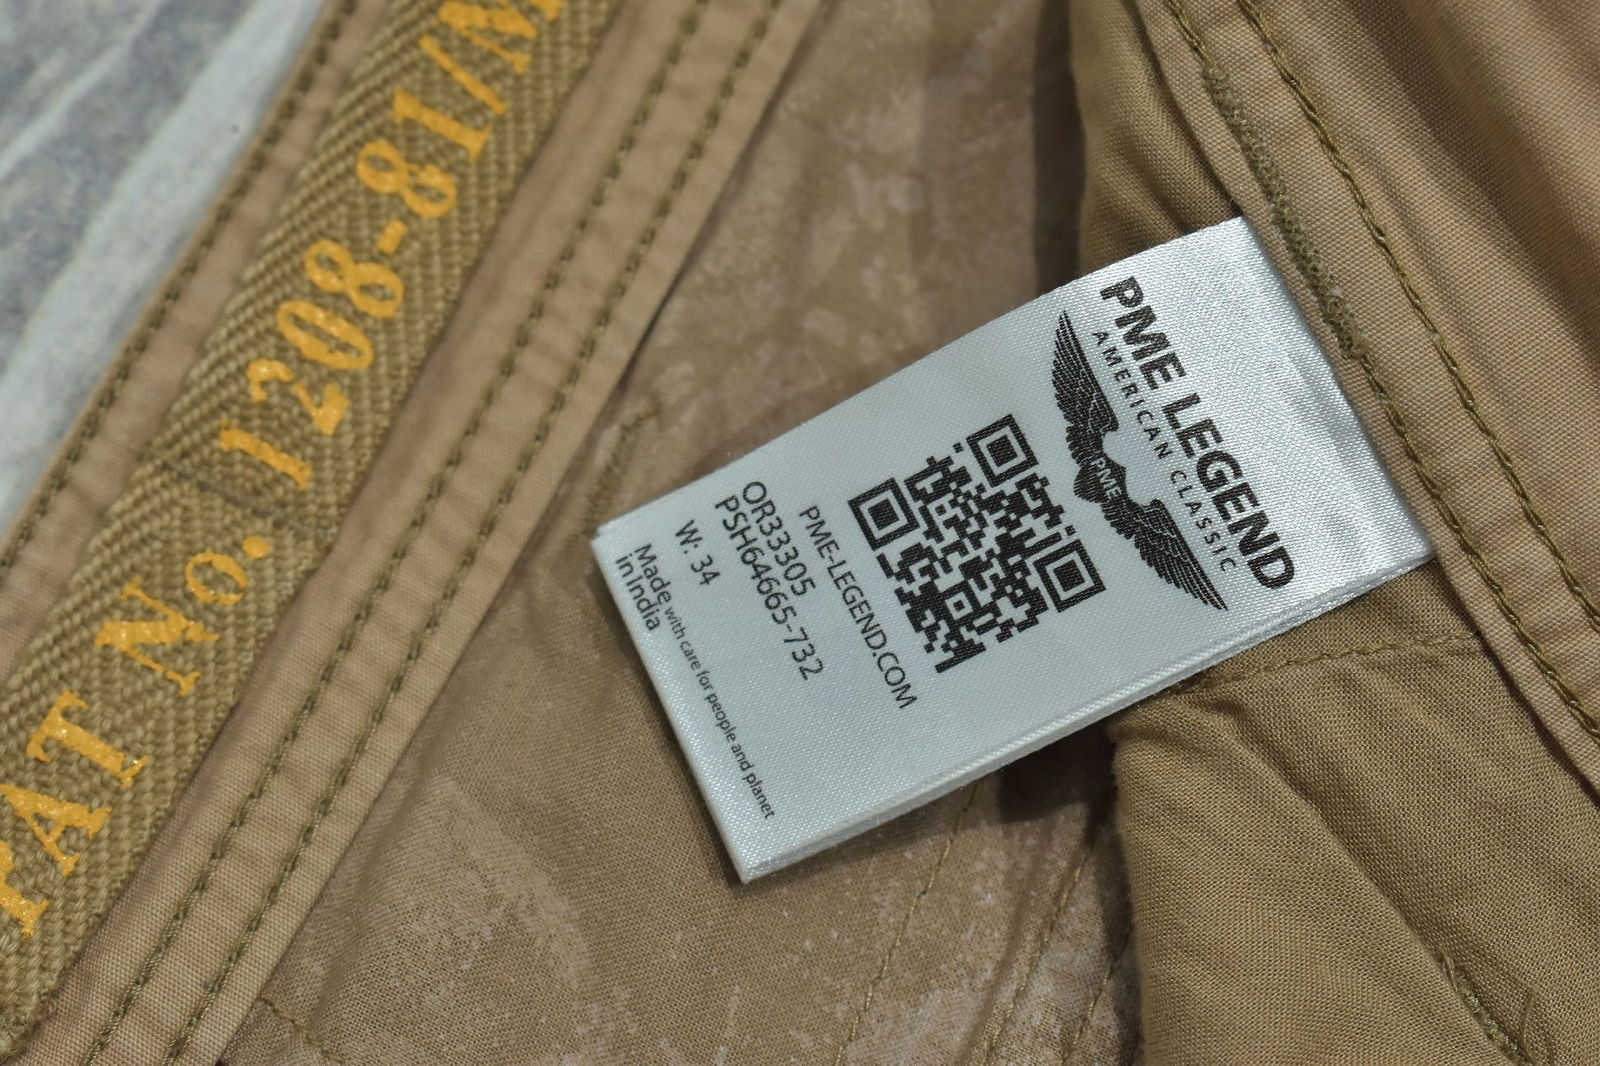 PAT No. 1208-81/M
PME LEGEND
AMERICAN CLASSIC
PME
PME-LEGEND.COM
OR33305
PSH64665-732
W: 34
Made with care for people and planet
in India